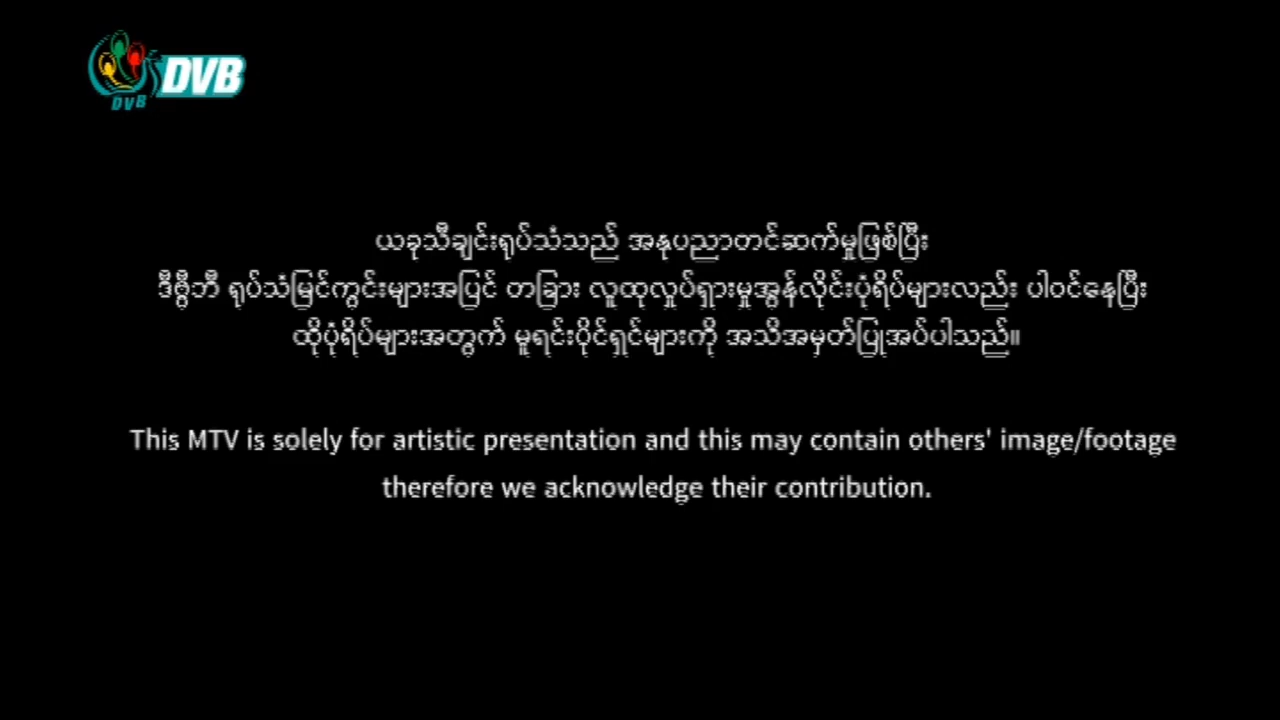 DVB
DVB
ယခုသီချင်းရုပ်သံသည် အနုပညာတင်ဆက်မှုဖြစ်ပြီး
ဒီဗွီဘီ ရုပ်သံမြင်ကွင်းများအပြင် တခြား လူထုလှုပ်ရှားမှုအွန်လိုင်းပုံရိပ်များလည်း ပါဝင်နေပြီး
ထိုပုံရိပ်များအတွက် မူရင်းပိုင်ရှင်များကို အသိအမှတ်ပြုအပ်ပါသည်။
This MTV is solely for artistic presentation and this may contain others' image/footage
therefore we acknowledge their contribution.